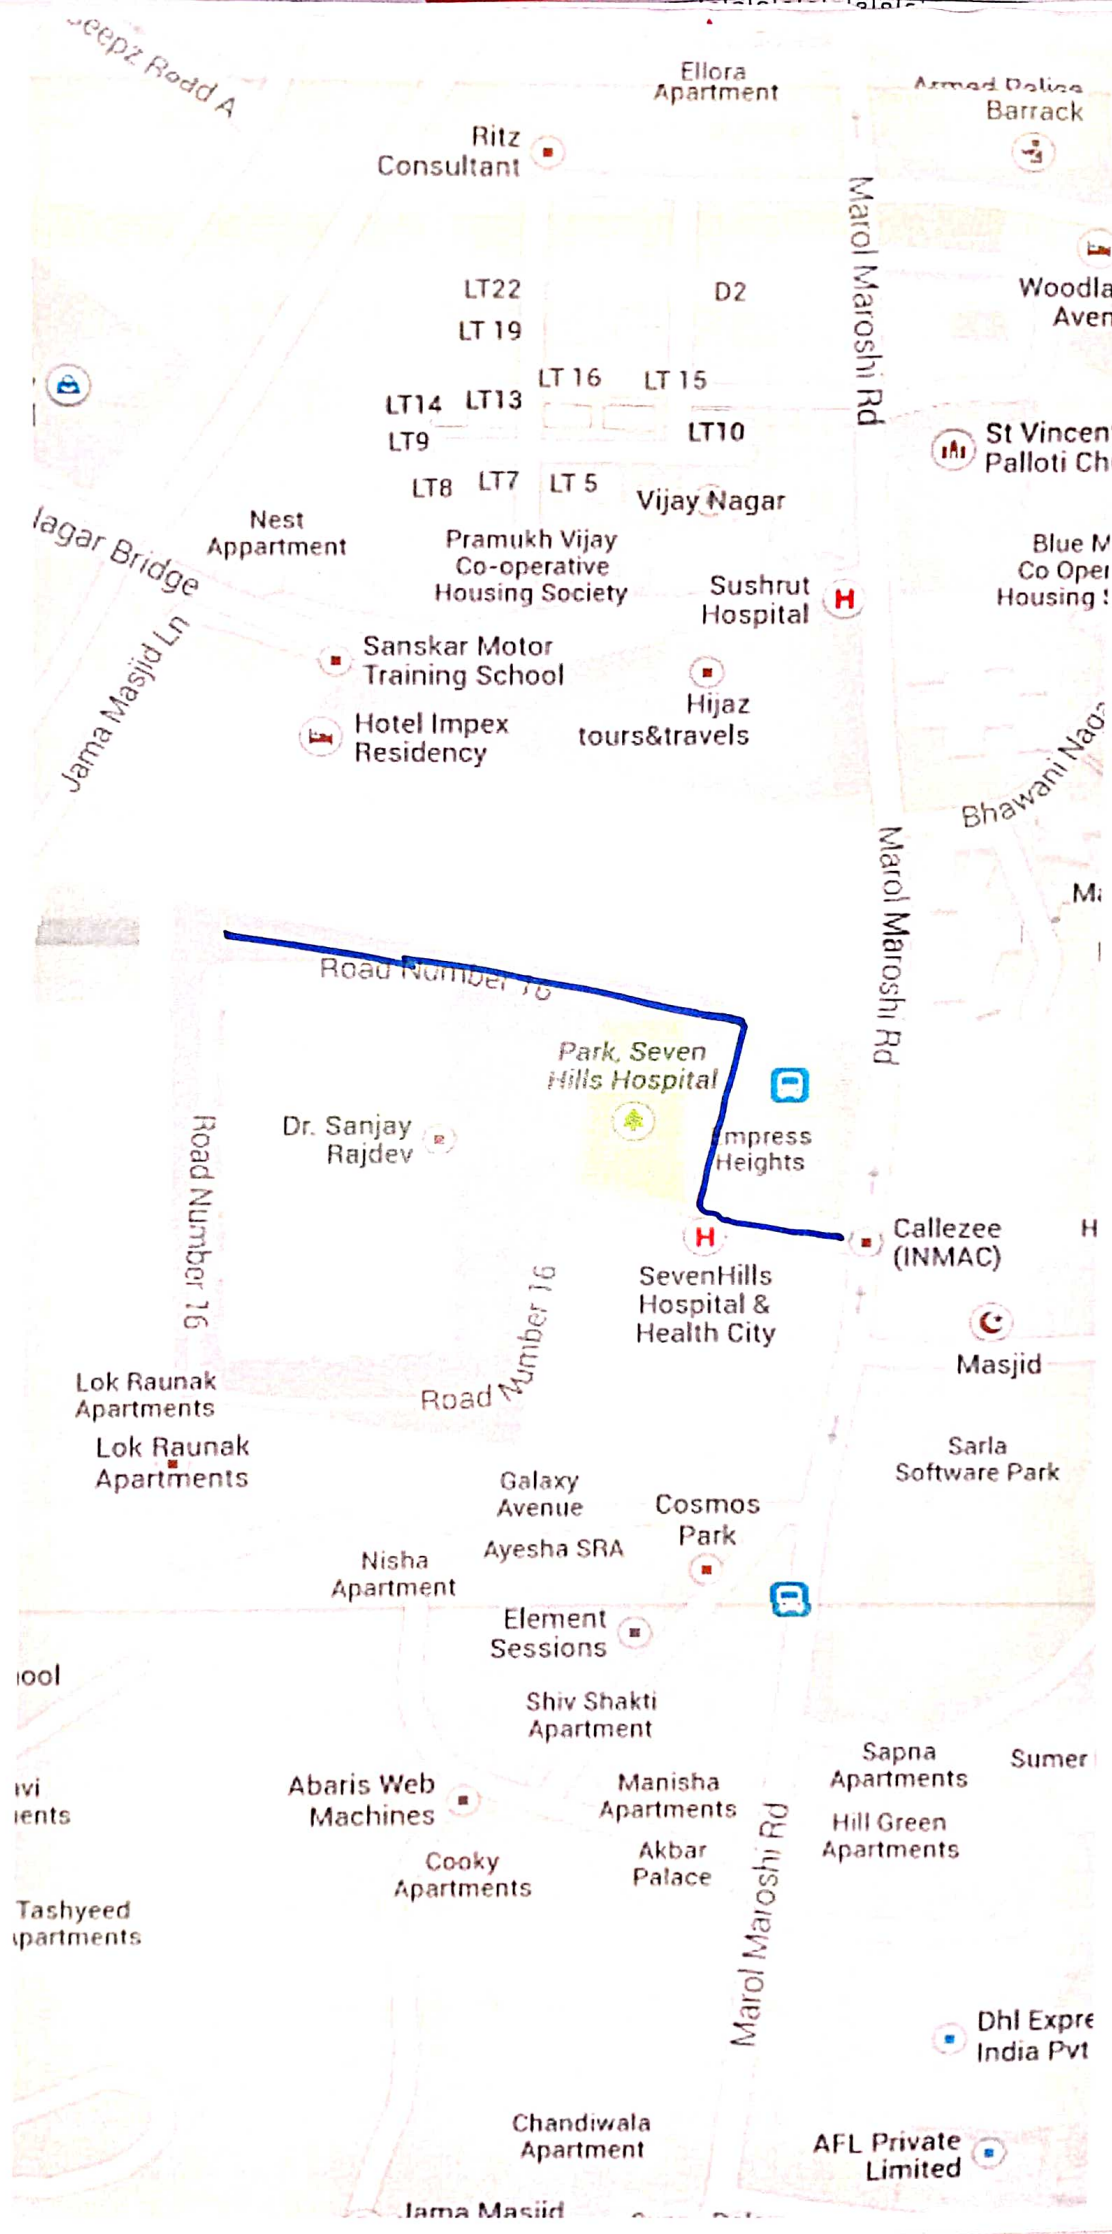 Seepz Road A
Ellora
Apartment
Armed Police
Barrack
Ritz
Consultant
Marol Maroshi Rd
Woodla
Aven
LT22
D2
LT 19
LT 16
LT 15
LT14
LT13
LT9
LT10
St Vincen
Palloti Ch
LT8
LT7
LT 5
Vijay Nagar
Nagar Bridge
Nest
Appartment
Pramukh Vijay
Co-operative
Housing Society
Blue M
Co Oper
Housing S
Sushrut
Hospital
H
Jama Masjid Ln
Sanskar Motor
Training School
Hijaz
tours&travels
Hotel Impex
Residency
Bhawani Naga
Marol Maroshi Rd
Ma
Road Number 16
Park, Seven
Hills Hospital
Dr. Sanjay
Rajdev
Empress
Heights
Road Number 16
H
SevenHills
Hospital &
Health City
Callezee
(INMAC)
H
Road Number 16
Masjid
Lok Raunak
Apartments
Lok Raunak
Apartments
Sarla
Software Park
Galaxy
Avenue
Cosmos
Park
Ayesha SRA
Nisha
Apartment
Element
Sessions
ool
Shiv Shakti
Apartment
Sapna
Apartments
Sumer
vi
ents
Abaris Web
Machines
Manisha
Apartments
Hill Green
Apartments
Akbar
Palace
Cooky
Apartments
Marol Maroshi Rd
Tashyeed
Apartments
Dhl Expre
India Pvt
Chandiwala
Apartment
AFL Private
Limited
Jama Masjid